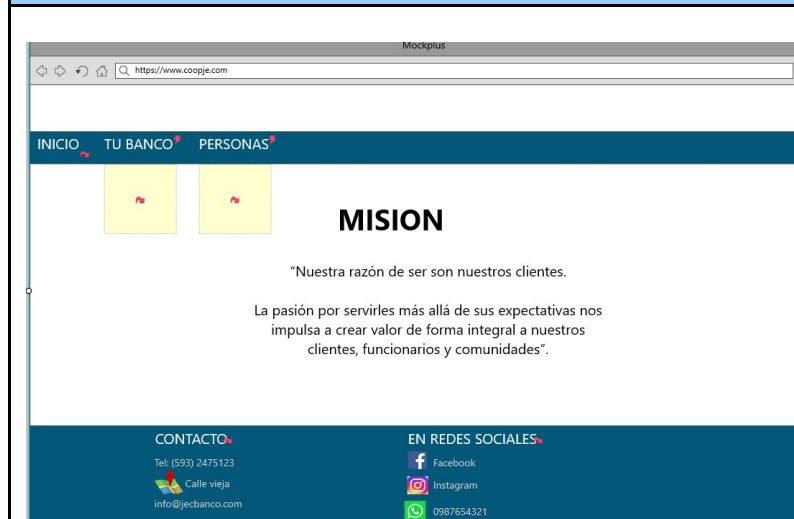 Mockplus
https://www.coopje.com
INICIO TU BANCO PERSONAS
MISION
“Nuestra razón de ser son nuestros clientes.
La pasión por servirles más allá de sus expectativas nos
impulsa a crear valor de forma integral a nuestros
clientes, funcionarios y comunidades”.
CONTACTO
Tel: (593) 2475123
Calle vieja
info@jecbanco.com
EN REDES SOCIALES
Facebook
Instagram
0987654321